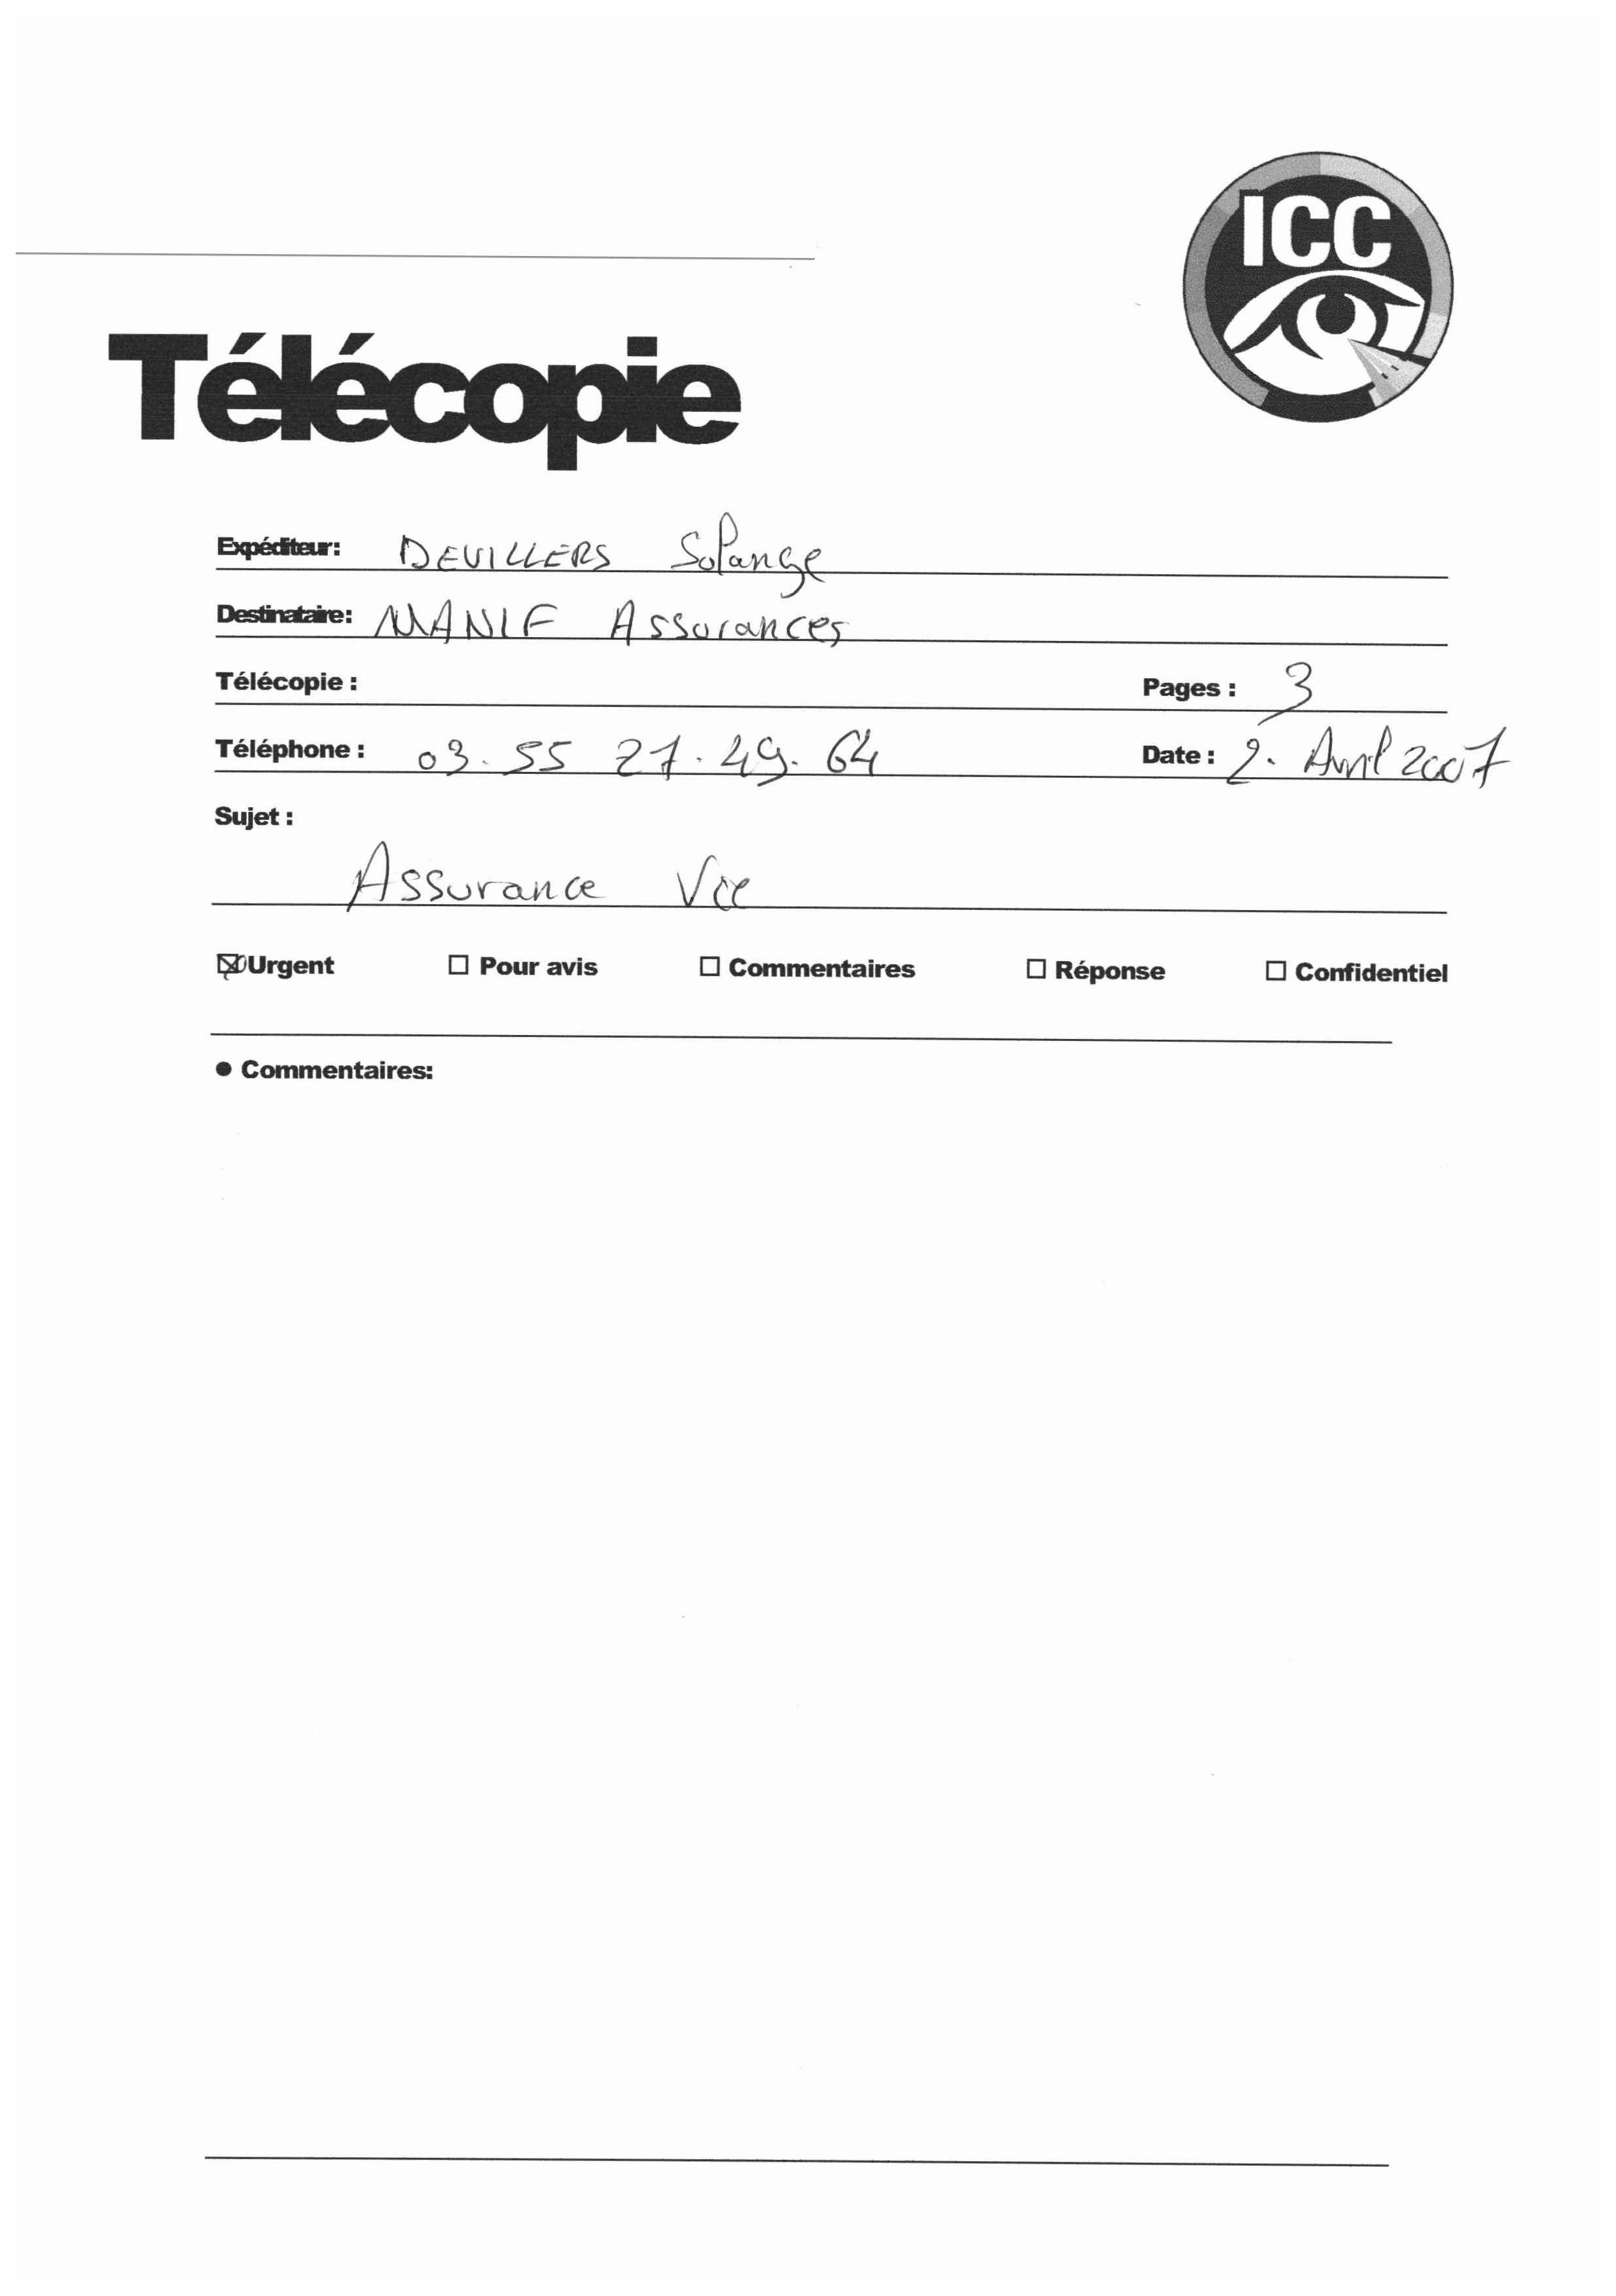 ICC
Télécopie
Expéditeur: DEVILLERS Solange
Destinataire: MANIF Assurances
Télécopie : Pages : 3
Téléphone : 03. 55 27. 49. 64 Date : 2. Avril 2007
Sujet :
Assurance Vie
☒ Urgent ☐ Pour avis ☐ Commentaires ☐ Réponse ☐ Confidentiel
● Commentaires: